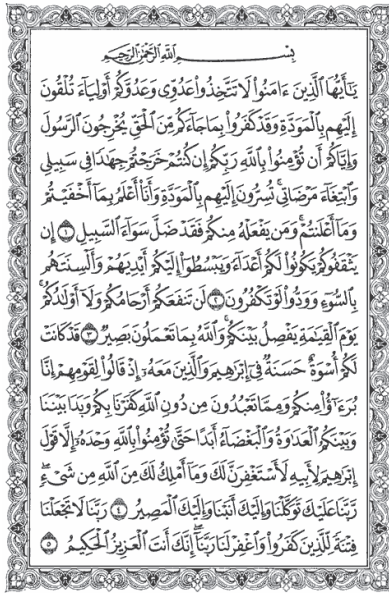 بِسْمِ ٱللَّهِ ٱلرَّحْمَٰنِ ٱلرَّحِيمِ
يَٰٓأَيُّهَا ٱلَّذِينَ ءَامَنُوا۟ لَا تَتَّخِذُوا۟ عَدُوِّى وَعَدُوَّكُمْ أَوْلِيَآءَ تُلْقُونَ
إِلَيْهِم بِٱلْمَوَدَّةِ وَقَدْ كَفَرُوا۟ بِمَا جَآءَكُم مِّنَ ٱلْحَقِّ يُخْرِجُونَ ٱلرَّسُولَ
وَإِيَّاكُمْ أَن تُؤْمِنُوا۟ بِٱللَّهِ رَبِّكُمْ إِن كُنتُمْ خَرَجْتُمْ جِهَٰدًا فِى سَبِيلِى
وَٱبْتِغَآءَ مَرْضَاتِى تُسِرُّونَ إِلَيْهِم بِٱلْمَوَدَّةِ وَأَنَا۠ أَعْلَمُ بِمَآ أَخْفَيْتُمْ
وَمَآ أَعْلَنتُمْ وَمَن يَفْعَلْهُ مِنكُمْ فَقَدْ ضَلَّ سَوَآءَ ٱلسَّبِيلِ ١ إِن
يَثْقَفُوكُمْ يَكُونُوا۟ لَكُمْ أَعْدَآءً وَيَبْسُطُوٓا۟ إِلَيْكُمْ أَيْدِيَهُمْ وَأَلْسِنَتَهُم
بِٱلسُّوٓءِ وَوَدُّوا۟ لَوْ تَكْفُرُونَ ٢ لَن تَنفَعَكُمْ أَرْحَامُكُمْ وَلَآ أَوْلَٰدُكُمْ
يَوْمَ ٱلْقِيَٰمَةِ يَفْصِلُ بَيْنَكُمْ وَٱللَّهُ بِمَا تَعْمَلُونَ بَصِيرٌ ٣ قَدْ كَانَتْ
لَكُمْ أُسْوَةٌ حَسَنَةٌ فِىٓ إِبْرَٰهِيمَ وَٱلَّذِينَ مَعَهُۥٓ إِذْ قَالُوا۟ لِقَوْمِهِمْ إِنَّا
بُرَءَٰٓؤُا۟ مِنكُمْ وَمِمَّا تَعْبُدُونَ مِن دُونِ ٱللَّهِ كَفَرْنَا بِكُمْ وَبَدَا بَيْنَنَا
وَبَيْنَكُمُ ٱلْعَدَٰوَةُ وَٱلْبَغْضَآءُ أَبَدًا حَتَّىٰ تُؤْمِنُوا۟ بِٱللَّهِ وَحْدَهُۥٓ إِلَّا قَوْلَ
إِبْرَٰهِيمَ لِأَبِيهِ لَأَسْتَغْفِرَنَّ لَكَ وَمَآ أَمْلِكُ لَكَ مِنَ ٱللَّهِ مِن شَىْءٍ ۖ
رَّبَّنَا عَلَيْكَ تَوَكَّلْنَا وَإِلَيْكَ أَنَبْنَا وَإِلَيْكَ ٱلْمَصِيرُ ٤ رَبَّنَا لَا تَجْعَلْنَا
فِتْنَةً لِّلَّذِينَ كَفَرُوا۟ وَٱغْفِرْ لَنَا رَبَّنَآ ۖ إِنَّكَ أَنتَ ٱلْعَزِيزُ ٱلْحَكِيمُ ٥